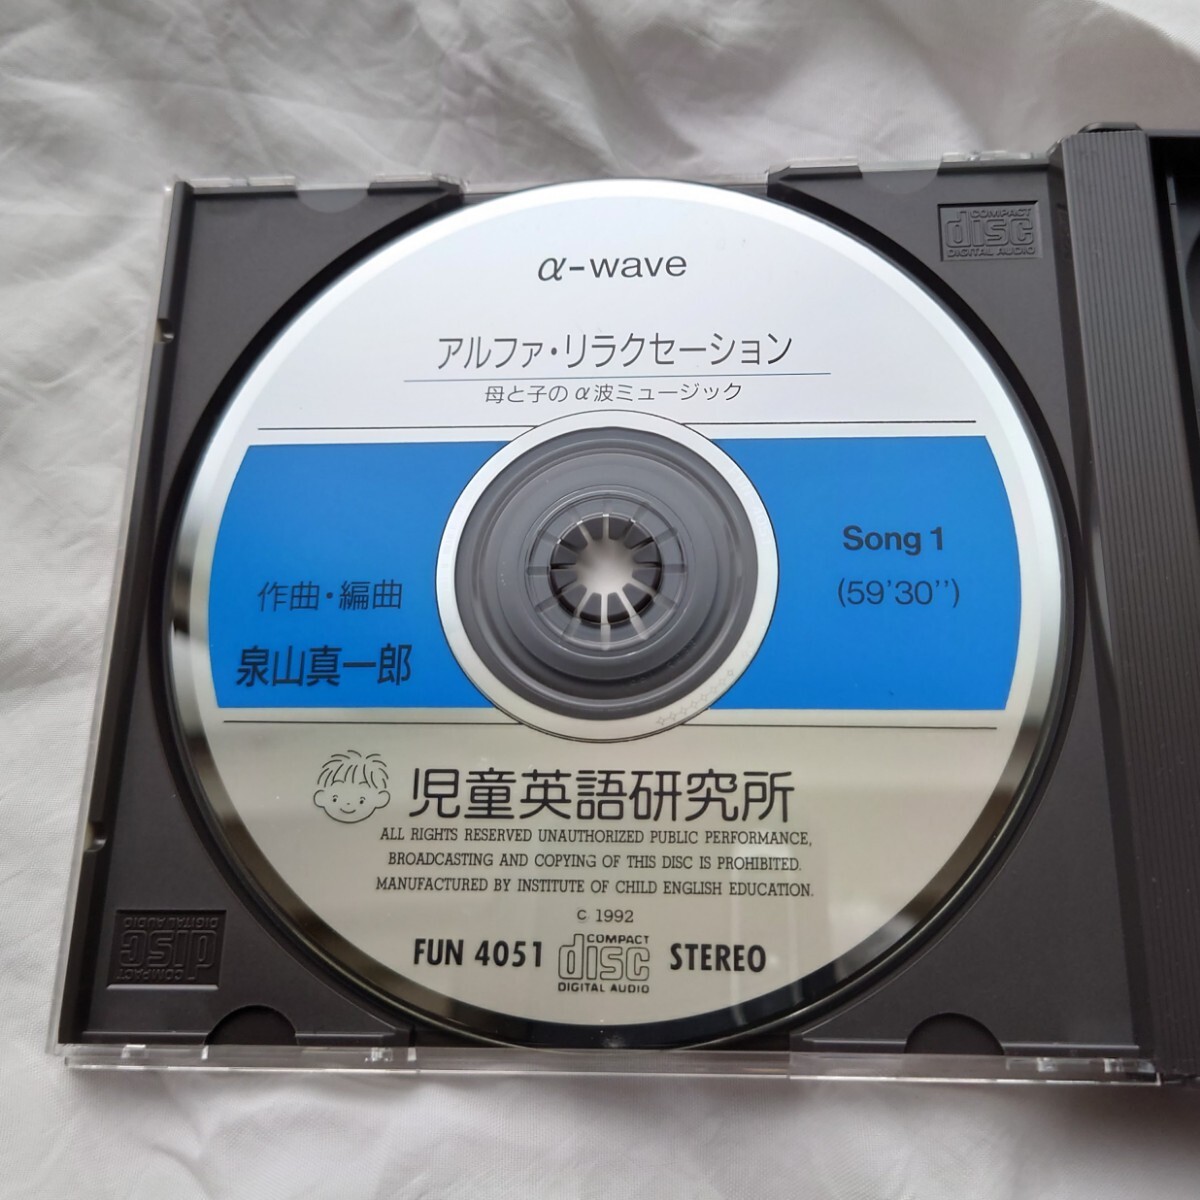 α-wave
アルファ・リラクセーション
母と子のα波ミュージック
Song 1
(59'30'')
作曲・編曲
泉山真一郎
児童英語研究所
ALL RIGHTS RESERVED UNAUTHORIZED PUBLIC PERFORMANCE,
BROADCASTING AND COPYING OF THIS DISC IS PROHIBITED.
MANUFACTURED BY INSTITUTE OF CHILD ENGLISH EDUCATION.
C 1992
FUN 4051
COMPACT
disc
DIGITAL AUDIO
STEREO
COMPACT
disc
DIGITAL AUDIO
COMPACT
disc
DIGITAL AUDIO